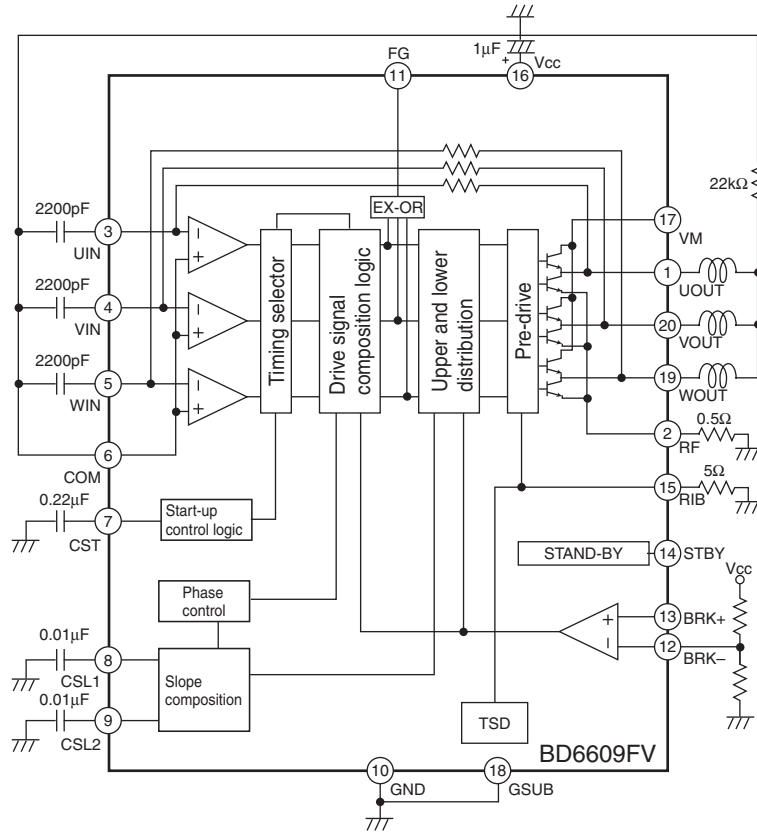 1µF
+
Vcc
FG
11
16
22kΩ
EX-OR
2200pF
3
UIN
−
+
17
VM
1
UOUT
2200pF
4
VIN
−
+
Timing selector
Drive signal
composition logic
Upper and lower
distribution
Pre-drive
20
VOUT
2200pF
5
WIN
−
+
19
WOUT
6
COM
2
RF
0.5Ω
15
RIB
5Ω
0.22µF
7
CST
Start-up
control logic
STAND-BY
14
STBY
Phase
control
Vcc
+
−
13
BRK+
12
BRK−
0.01µF
8
CSL1
Slope
composition
0.01µF
9
CSL2
TSD
BD6609FV
10
GND
18
GSUB